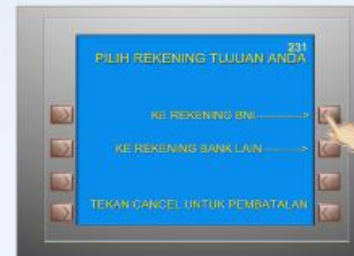 231
PILIH REKENING TUJUAN ANDA
KE REKENING BNI------------>
KE REKENING BANK LAIN------->
TEKAN CANCEL UNTUK PEMBATALAN